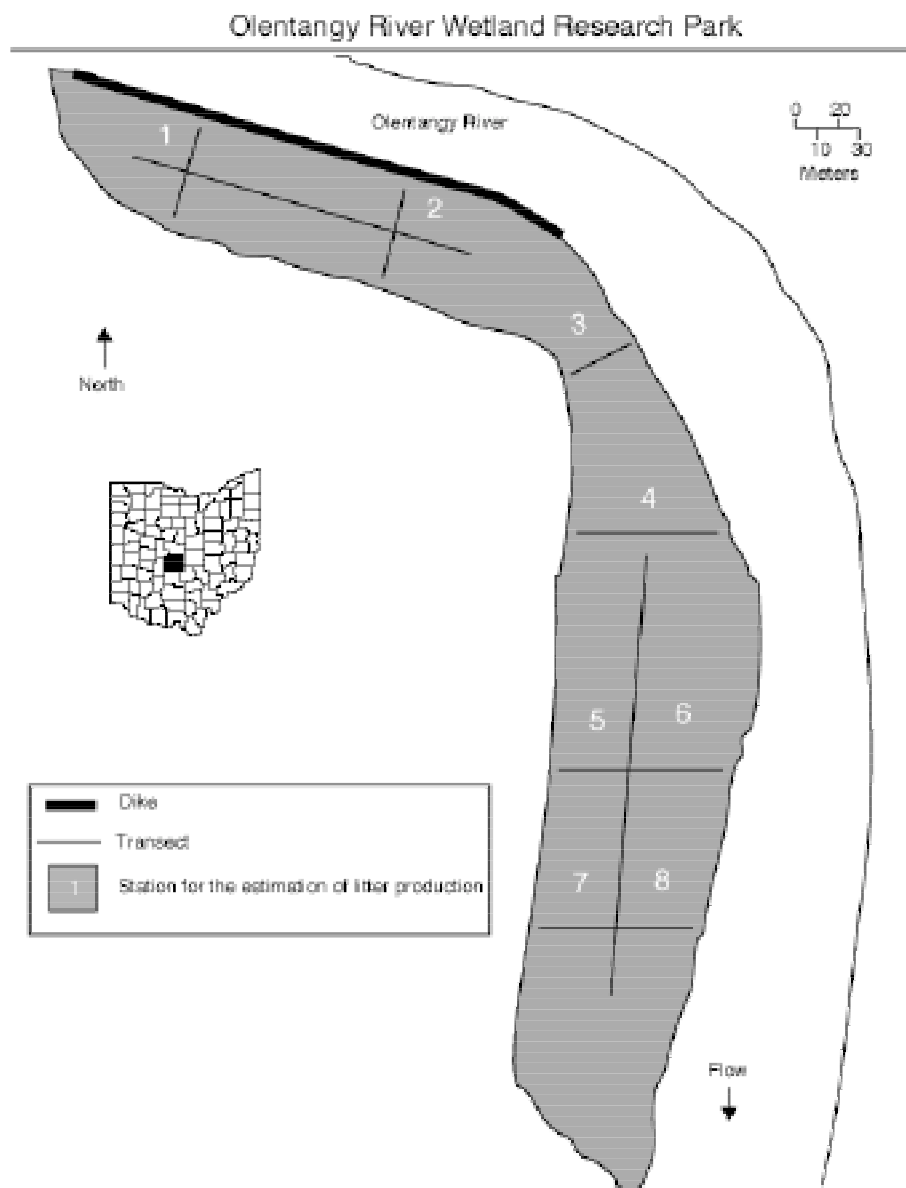 Olentangy River Wetland Research Park
Olentangy River
0 20
10 30
Meters
1
2
3
North
4
5
6
Dike
Transect
1 Station for the estimation of litter production
7
8
Flow